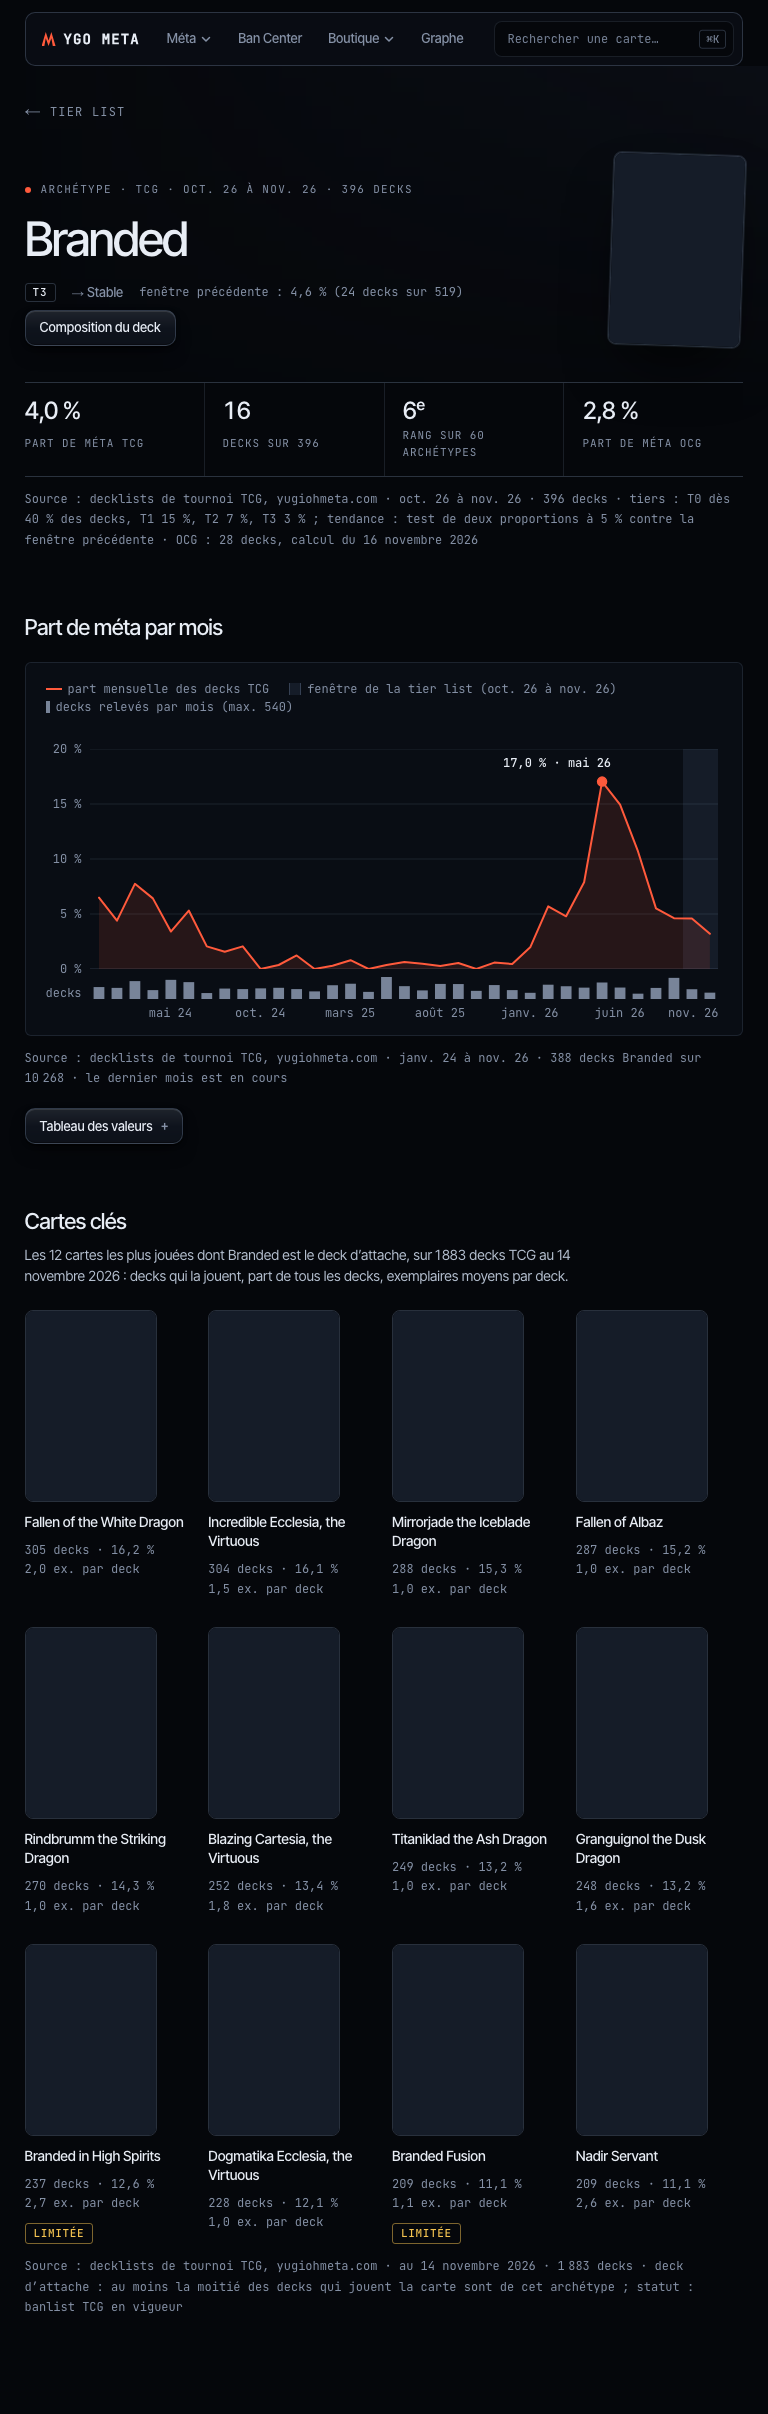 YGO META
Méta
Ban Center
Boutique
Graphe
Rechercher une carte…
⌘K
← TIER LIST
ARCHÉTYPE · TCG · OCT. 26 À NOV. 26 · 396 DECKS
Branded
T3 → Stable fenêtre précédente : 4,6 % (24 decks sur 519)
Composition du deck
4,0 %
PART DE MÉTA TCG
16
DECKS SUR 396
6e
RANG SUR 60
ARCHÉTYPES
2,8 %
PART DE MÉTA OCG
Source : decklists de tournoi TCG, yugiohmeta.com · oct. 26 à nov. 26 · 396 decks · tiers : T0 dès
40 % des decks, T1 15 %, T2 7 %, T3 3 % ; tendance : test de deux proportions à 5 % contre la
fenêtre précédente · OCG : 28 decks, calcul du 16 novembre 2026
Part de méta par mois
part mensuelle des decks TCG fenêtre de la tier list (oct. 26 à nov. 26)
decks relevés par mois (max. 540)
20 %
17,0 % · mai 26
15 %
10 %
5 %
0 %
decks
mai 24 oct. 24 mars 25 août 25 janv. 26 juin 26 nov. 26
Source : decklists de tournoi TCG, yugiohmeta.com · janv. 24 à nov. 26 · 388 decks Branded sur
10 268 · le dernier mois est en cours
Tableau des valeurs +
Cartes clés
Les 12 cartes les plus jouées dont Branded est le deck d’attache, sur 1 883 decks TCG au 14
novembre 2026 : decks qui la jouent, part de tous les decks, exemplaires moyens par deck.
Fallen of the White Dragon
305 decks · 16,2 %
2,0 ex. par deck
Incredible Ecclesia, the
Virtuous
304 decks · 16,1 %
1,5 ex. par deck
Mirrorjade the Iceblade
Dragon
288 decks · 15,3 %
1,0 ex. par deck
Fallen of Albaz
287 decks · 15,2 %
1,0 ex. par deck
Rindbrumm the Striking
Dragon
270 decks · 14,3 %
1,0 ex. par deck
Blazing Cartesia, the
Virtuous
252 decks · 13,4 %
1,8 ex. par deck
Titaniklad the Ash Dragon
249 decks · 13,2 %
1,0 ex. par deck
Granguignol the Dusk
Dragon
248 decks · 13,2 %
1,6 ex. par deck
Branded in High Spirits
237 decks · 12,6 %
2,7 ex. par deck
LIMITÉE
Dogmatika Ecclesia, the
Virtuous
228 decks · 12,1 %
1,0 ex. par deck
Branded Fusion
209 decks · 11,1 %
1,1 ex. par deck
LIMITÉE
Nadir Servant
209 decks · 11,1 %
2,6 ex. par deck
Source : decklists de tournoi TCG, yugiohmeta.com · au 14 novembre 2026 · 1 883 decks · deck
d’attache : au moins la moitié des decks qui jouent la carte sont de cet archétype ; statut :
banlist TCG en vigueur